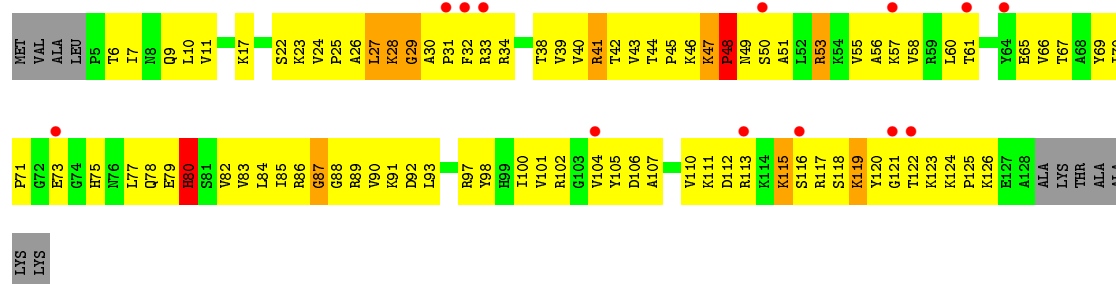 MET VAL ALA LEU P5 T6 I7 N8 Q9 L10 V11 K17 S22 K23 V24 P25 A26 L27 K28 G29 A30 P31 F32 R33 R34 T38 V39 V40 R41 T42 V43 T44 P45 K46 K47 P48 N49 S50 A51 L52 R53 K54 V55 A56 K57 V58 R59 L60 T61 Y64 E65 V66 T67 A68 Y69
P71 G72 E73 G74 H75 N76 L77 Q78 E79 H80 S81 V82 V83 L84 I85 R86 G87 G88 R89 V90 K91 D92 L93 R97 Y98 H99 I100 V101 R102 G103 V104 Y105 D106 A107 V110 K111 D112 R113 K114 K115 S116 R117 S118 K119 Y120 G121 T122 K123 K124 P125 K126 E127 A128 ALA LYS THR ALA ALA
LYS LYS